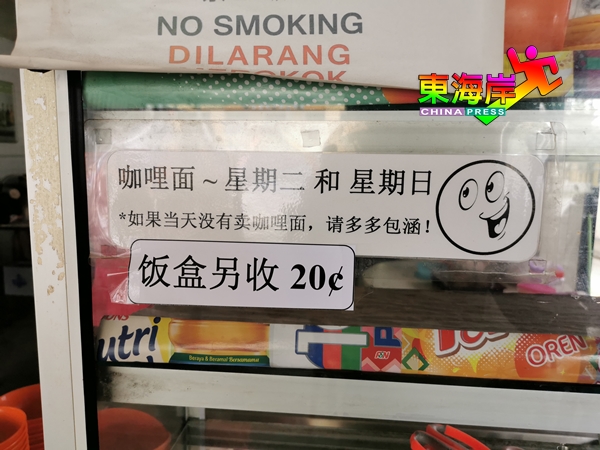 NO SMOKING
DILARANG
MEROKOK
東海岸
CHINA PRESS
咖哩面 ~ 星期二 和 星期日
*如果当天没有卖咖哩面，请多多包涵！
饭盒另收 20¢
utri
OREN